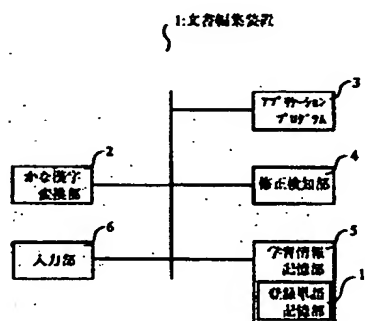 1:文書編集装置
3
アプリケーション
プログラム
2
かな漢字
変換部
4
修正検知部
6
入力部
5
学習情報
記憶部
登録単語
記憶部
1